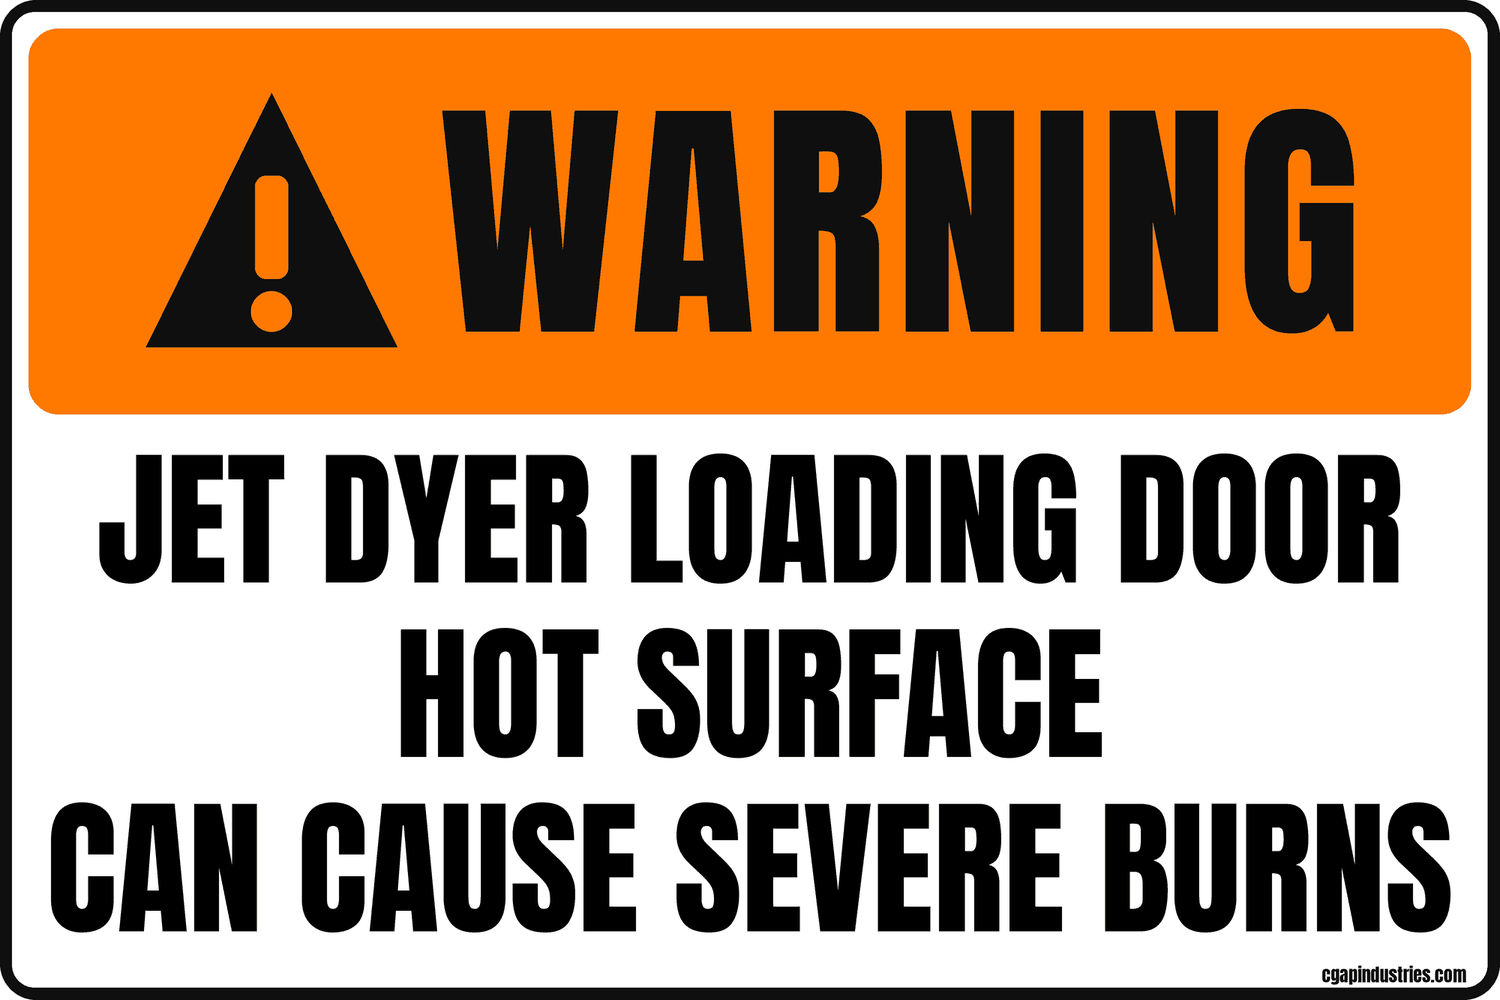 WARNING
JET DYER LOADING DOOR
HOT SURFACE
CAN CAUSE SEVERE BURNS
cgapindustries.com